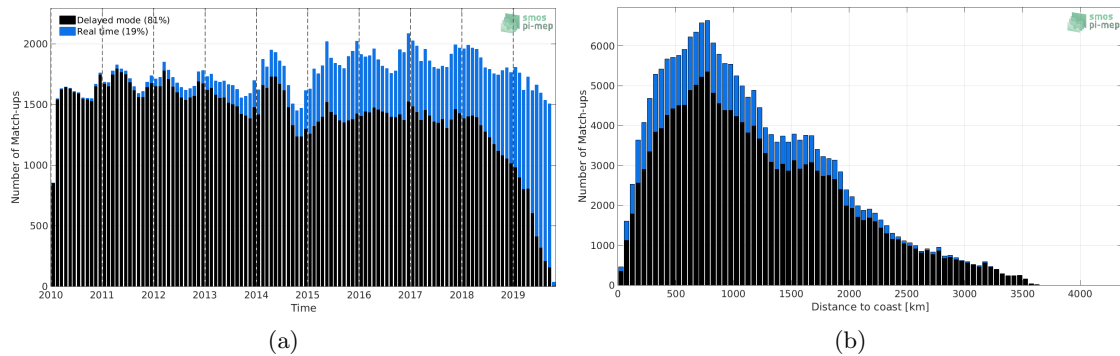 Delayed mode (81%)
Real time (19%)
smos
pi-mep
Number of Match-ups
2000
1500
1000
500
0
2010 2011 2012 2013 2014 2015 2016 2017 2018 2019
Time
(a)
smos
pi-mep
Number of Match-ups
6000
5000
4000
3000
2000
1000
0
0 500 1000 1500 2000 2500 3000 3500 4000
Distance to coast [km]
(b)